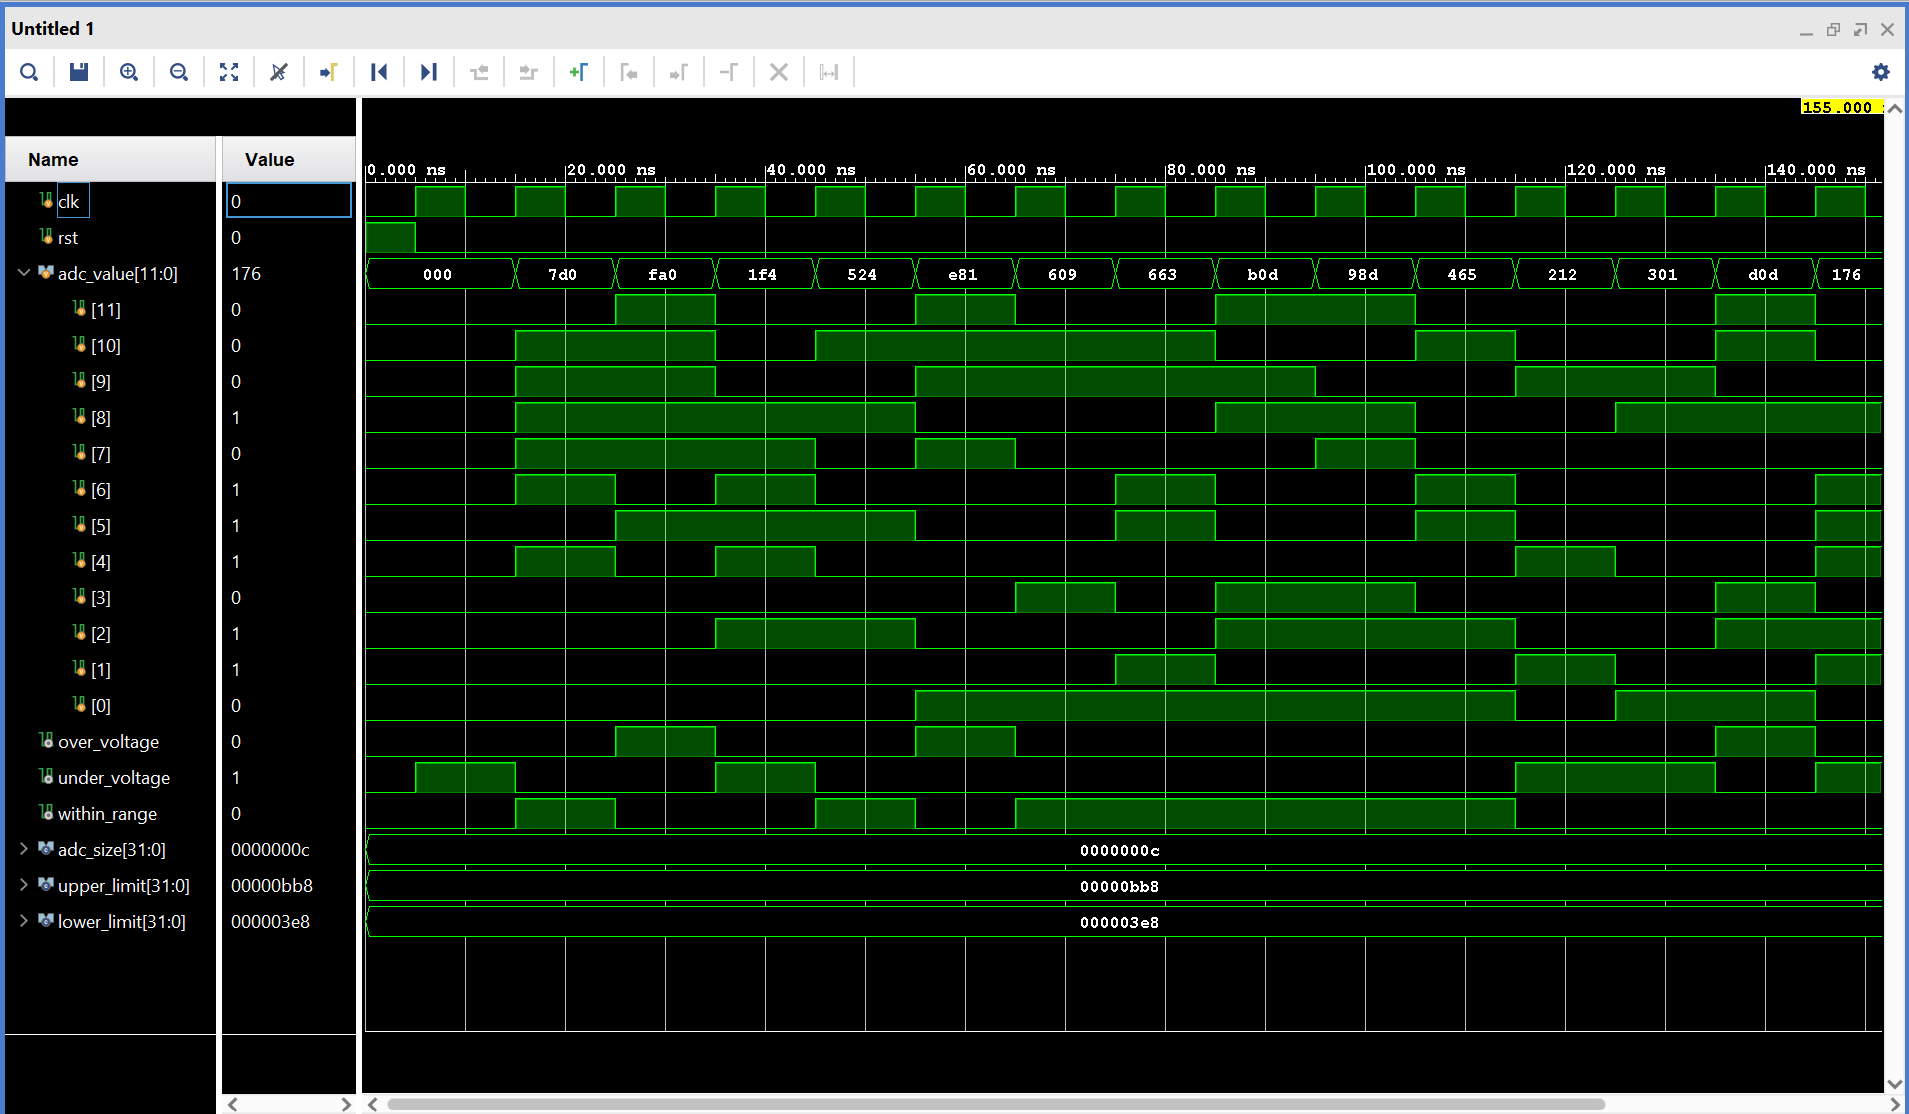 Untitled 1
155.000
Name Value
0.000 ns 20.000 ns 40.000 ns 60.000 ns 80.000 ns 100.000 ns 120.000 ns 140.000 ns
clk 0
rst 0
adc_value[11:0] 176 000 7d0 fa0 1f4 524 e81 609 663 b0d 98d 465 212 301 d0d 176
[11] 0
[10] 0
[9] 0
[8] 1
[7] 0
[6] 1
[5] 1
[4] 1
[3] 0
[2] 1
[1] 1
[0] 0
over_voltage 0
under_voltage 1
within_range 0
adc_size[31:0] 0000000c 0000000c
upper_limit[31:0] 00000bb8 00000bb8
lower_limit[31:0] 000003e8 000003e8